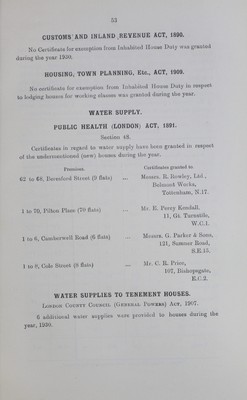 53
CUSTOMS AND INLAND REVENUE ACT, 1890.
No Certificate for exemption from Inhabited House Duty was granted
during the year 1930.
HOUSING, TOWN PLANNING, Etc., ACT, 1909.
No certificate for exemption from Inhabited House Duty in respect
to lodging houses for working classes was granted during the year.
WATER SUPPLY.
PUBLIC HEALTH (LONDON) ACT, 1891.
Section 48.
Certificates in regard to water supply have been granted in respect
of the undermentioned (new) houses during the year.
Premises. Certificates granted to
62 to 68, Beresford Street (9 flats) ... Messrs. R. Rowley, Ltd.,
Belmont Works,
Tottenham, N.17.
1 to 70, Pilton Place (70 flats) ... Mr. E. Percy Kendall,
11, Gt. Turnstile,
W.C.1.
1 to 6, Camberwell Road (6 flats) ... Messrs. G. Parker & Sons,
121, Sumner Road,
S.E.15.
1 to 8, Cole Street (8 flats) ... Mr. C. R. Price,
107, Bishopsgate,
E.C.2.
WATER SUPPLIES TO TENEMENT HOUSES.
London County Council (General Powers) Act, 1907.
6 additional water supplies were provided to houses during the
year, 1930.